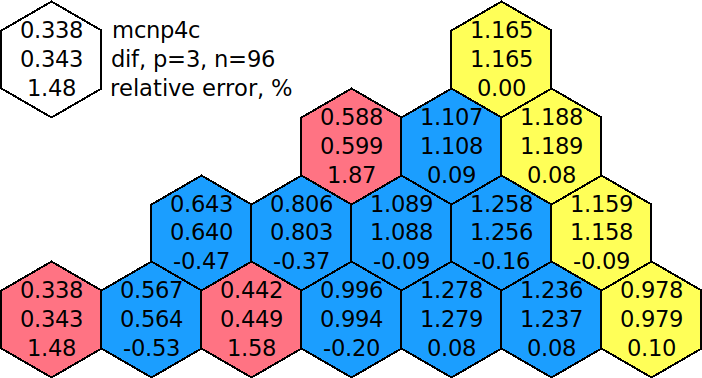 0.338 mcnp4c 1.165
0.343 dif, p=3, n=96 1.165
1.48 relative error, % 0.00
0.588 1.107 1.188
0.599 1.108 1.189
1.87 0.09 0.08
0.643 0.806 1.089 1.258 1.159
0.640 0.803 1.088 1.256 1.158
-0.47 -0.37 -0.09 -0.16 -0.09
0.338 0.567 0.442 0.996 1.278 1.236 0.978
0.343 0.564 0.449 0.994 1.279 1.237 0.979
1.48 -0.53 1.58 -0.20 0.08 0.08 0.10